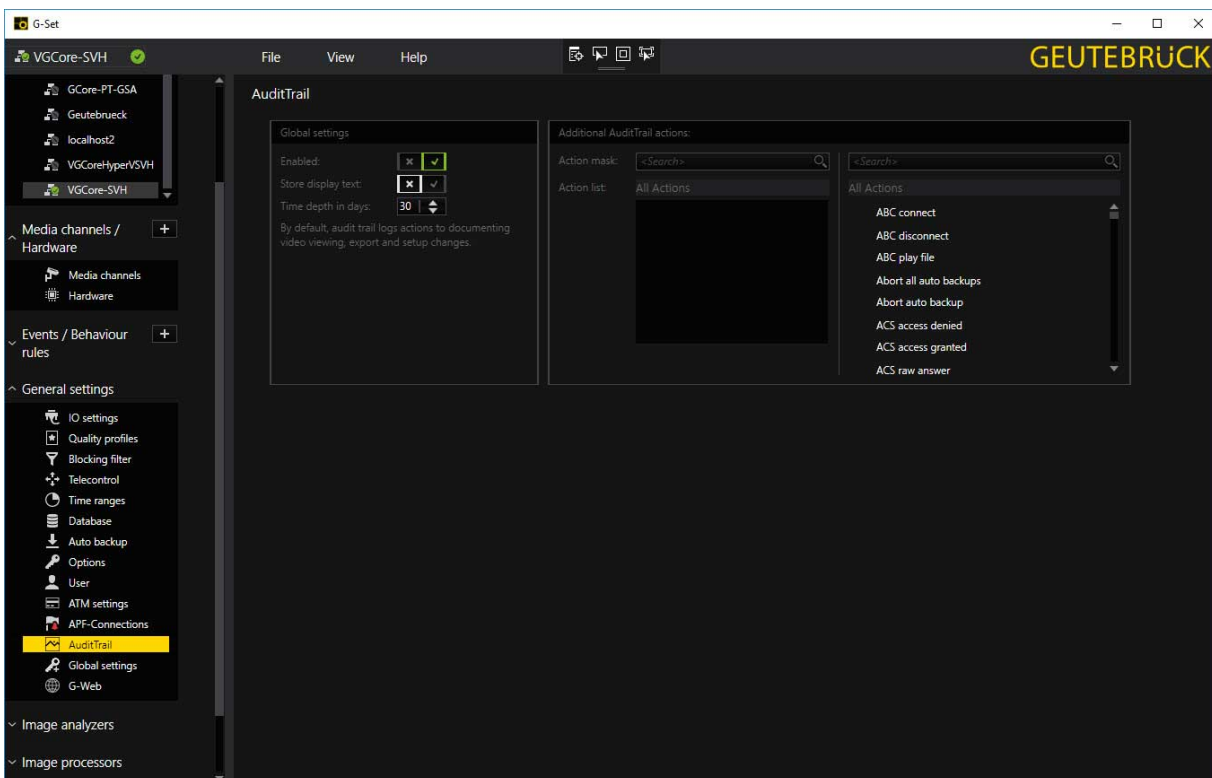 G-Set
VGCore-SVH
File View Help
GEUTEBRÜCK
GCore-PT-GSA
Geutebrueck
localhost2
VGCoreHyperVSVH
VGCore-SVH
Media channels /
Hardware
Media channels
Hardware
Events / Behaviour
rules
General settings
IO settings
Quality profiles
Blocking filter
Telecontrol
Time ranges
Database
Auto backup
Options
User
ATM settings
APF-Connections
AuditTrail
Global settings
G-Web
Image analyzers
Image processors
AuditTrail
Global settings
Enabled:
Store display text:
Time depth in days: 30
By default, audit trail logs actions to documenting
video viewing, export and setup changes.
Additional AuditTrail actions:
Action mask: <Search> <Search>
Action list: All Actions All Actions
ABC connect
ABC disconnect
ABC play file
Abort all auto backups
Abort auto backup
ACS access denied
ACS access granted
ACS raw answer